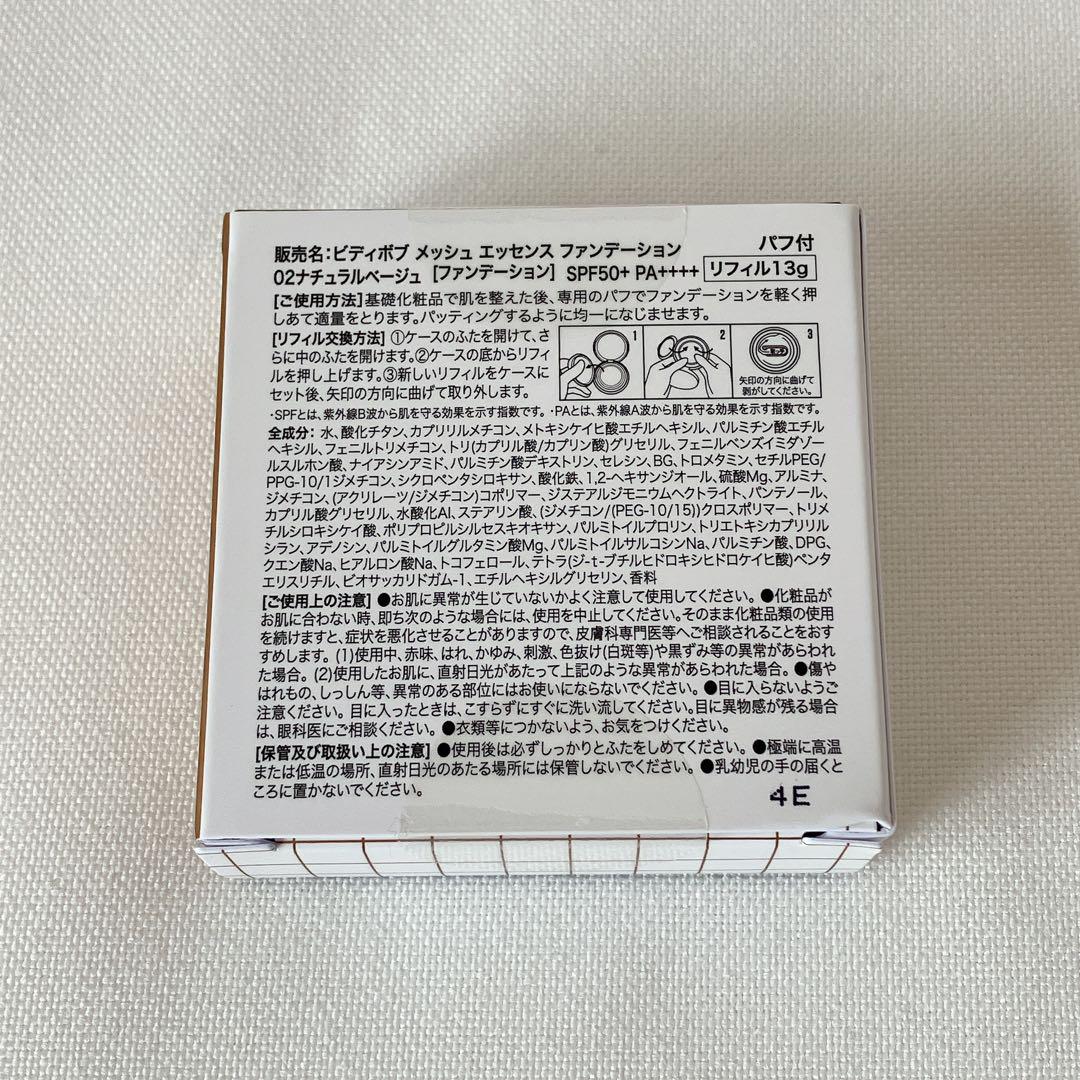 販売名：ビディボブ メッシュ エッセンス ファンデーション
パフ付
02ナチュラルベージュ [ファンデーション] SPF50+ PA++++ リフィル13g
[ご使用方法]基礎化粧品で肌を整えた後、専用のパフでファンデーションを軽く押
しあて適量をとります。パッティングするように均一になじませます。
[リフィル交換方法] ①ケースのふたを開けて、さ
らに中のふたを開けます。②ケースの底からリフィ
ルを押し上げます。③新しいリフィルをケースに
セット後、矢印の方向に曲げて取り外します。
1
2
3
矢印の方向に曲げて
剥がしてください。
・SPFとは、紫外線B波から肌を守る効果を示す指数です。・PAとは、紫外線A波から肌を守る効果を示す指数です。
全成分：水、酸化チタン、カプリリルメチコン、メトキシケイヒ酸エチルヘキシル、パルミチン酸エチル
ヘキシル、フェニルトリメチコン、トリ(カプリル酸/カプリン酸)グリセリル、フェニルベンズイミダゾー
ルスルホン酸、ナイアシンアミド、パルミチン酸デキストリン、セレシン、BG、トロメタミン、セチルPEG/
PPG-10/1ジメチコン、シクロペンタシロキサン、酸化鉄、1,2-ヘキサンジオール、硫酸Mg、アルミナ、
ジメチコン、(アクリレーツ/ジメチコン)コポリマー、ジステアルジモニウムヘクトライト、パンテノール、
カプリル酸グリセリル、水酸化Al、ステアリン酸、(ジメチコン/(PEG-10/15))クロスポリマー、トリメ
チルシロキシケイ酸、ポリプロピルシルセスキオキサン、パルミトイルプロリン、トリエトキシカプリリル
シラン、アデノシン、パルミトイルグルタミン酸Mg、パルミトイルサルコシンNa、パルミチン酸、DPG、
クエン酸Na、ヒアルロン酸Na、トコフェロール、テトラ(ジ-t-ブチルヒドロキシヒドロケイヒ酸)ペンタ
エリスリチル、ビオサッカリドガム-1、エチルヘキシルグリセリン、香料
[ご使用上の注意] ●お肌に異常が生じていないかよく注意して使用してください。 ●化粧品が
お肌に合わない時、即ち次のような場合には、使用を中止してください。そのまま化粧品類の使用
を続けますと、症状を悪化させることがありますので、皮膚科専門医等へご相談されることをおす
すめします。 (1)使用中、赤味、はれ、かゆみ、刺激、色抜け(白斑等)や黒ずみ等の異常があらわれ
た場合。 (2)使用したお肌に、直射日光があたって上記のような異常があらわれた場合。 ●傷や
はれもの、しっしん等、異常のある部位にはお使いにならないでください。 ●目に入らないようご
注意ください。 目に入ったときは、こすらずにすぐに洗い流してください。目に異物感が残る場合
は、眼科医にご相談ください。 ●衣類等につかないよう、お気をつけください。
[保管及び取扱い上の注意] ●使用後は必ずしっかりとふたをしめてください。 ●極端に高温
または低温の場所、直射日光のあたる場所には保管しないでください。 ●乳幼児の手の届くと
ころに置かないでください。
4E